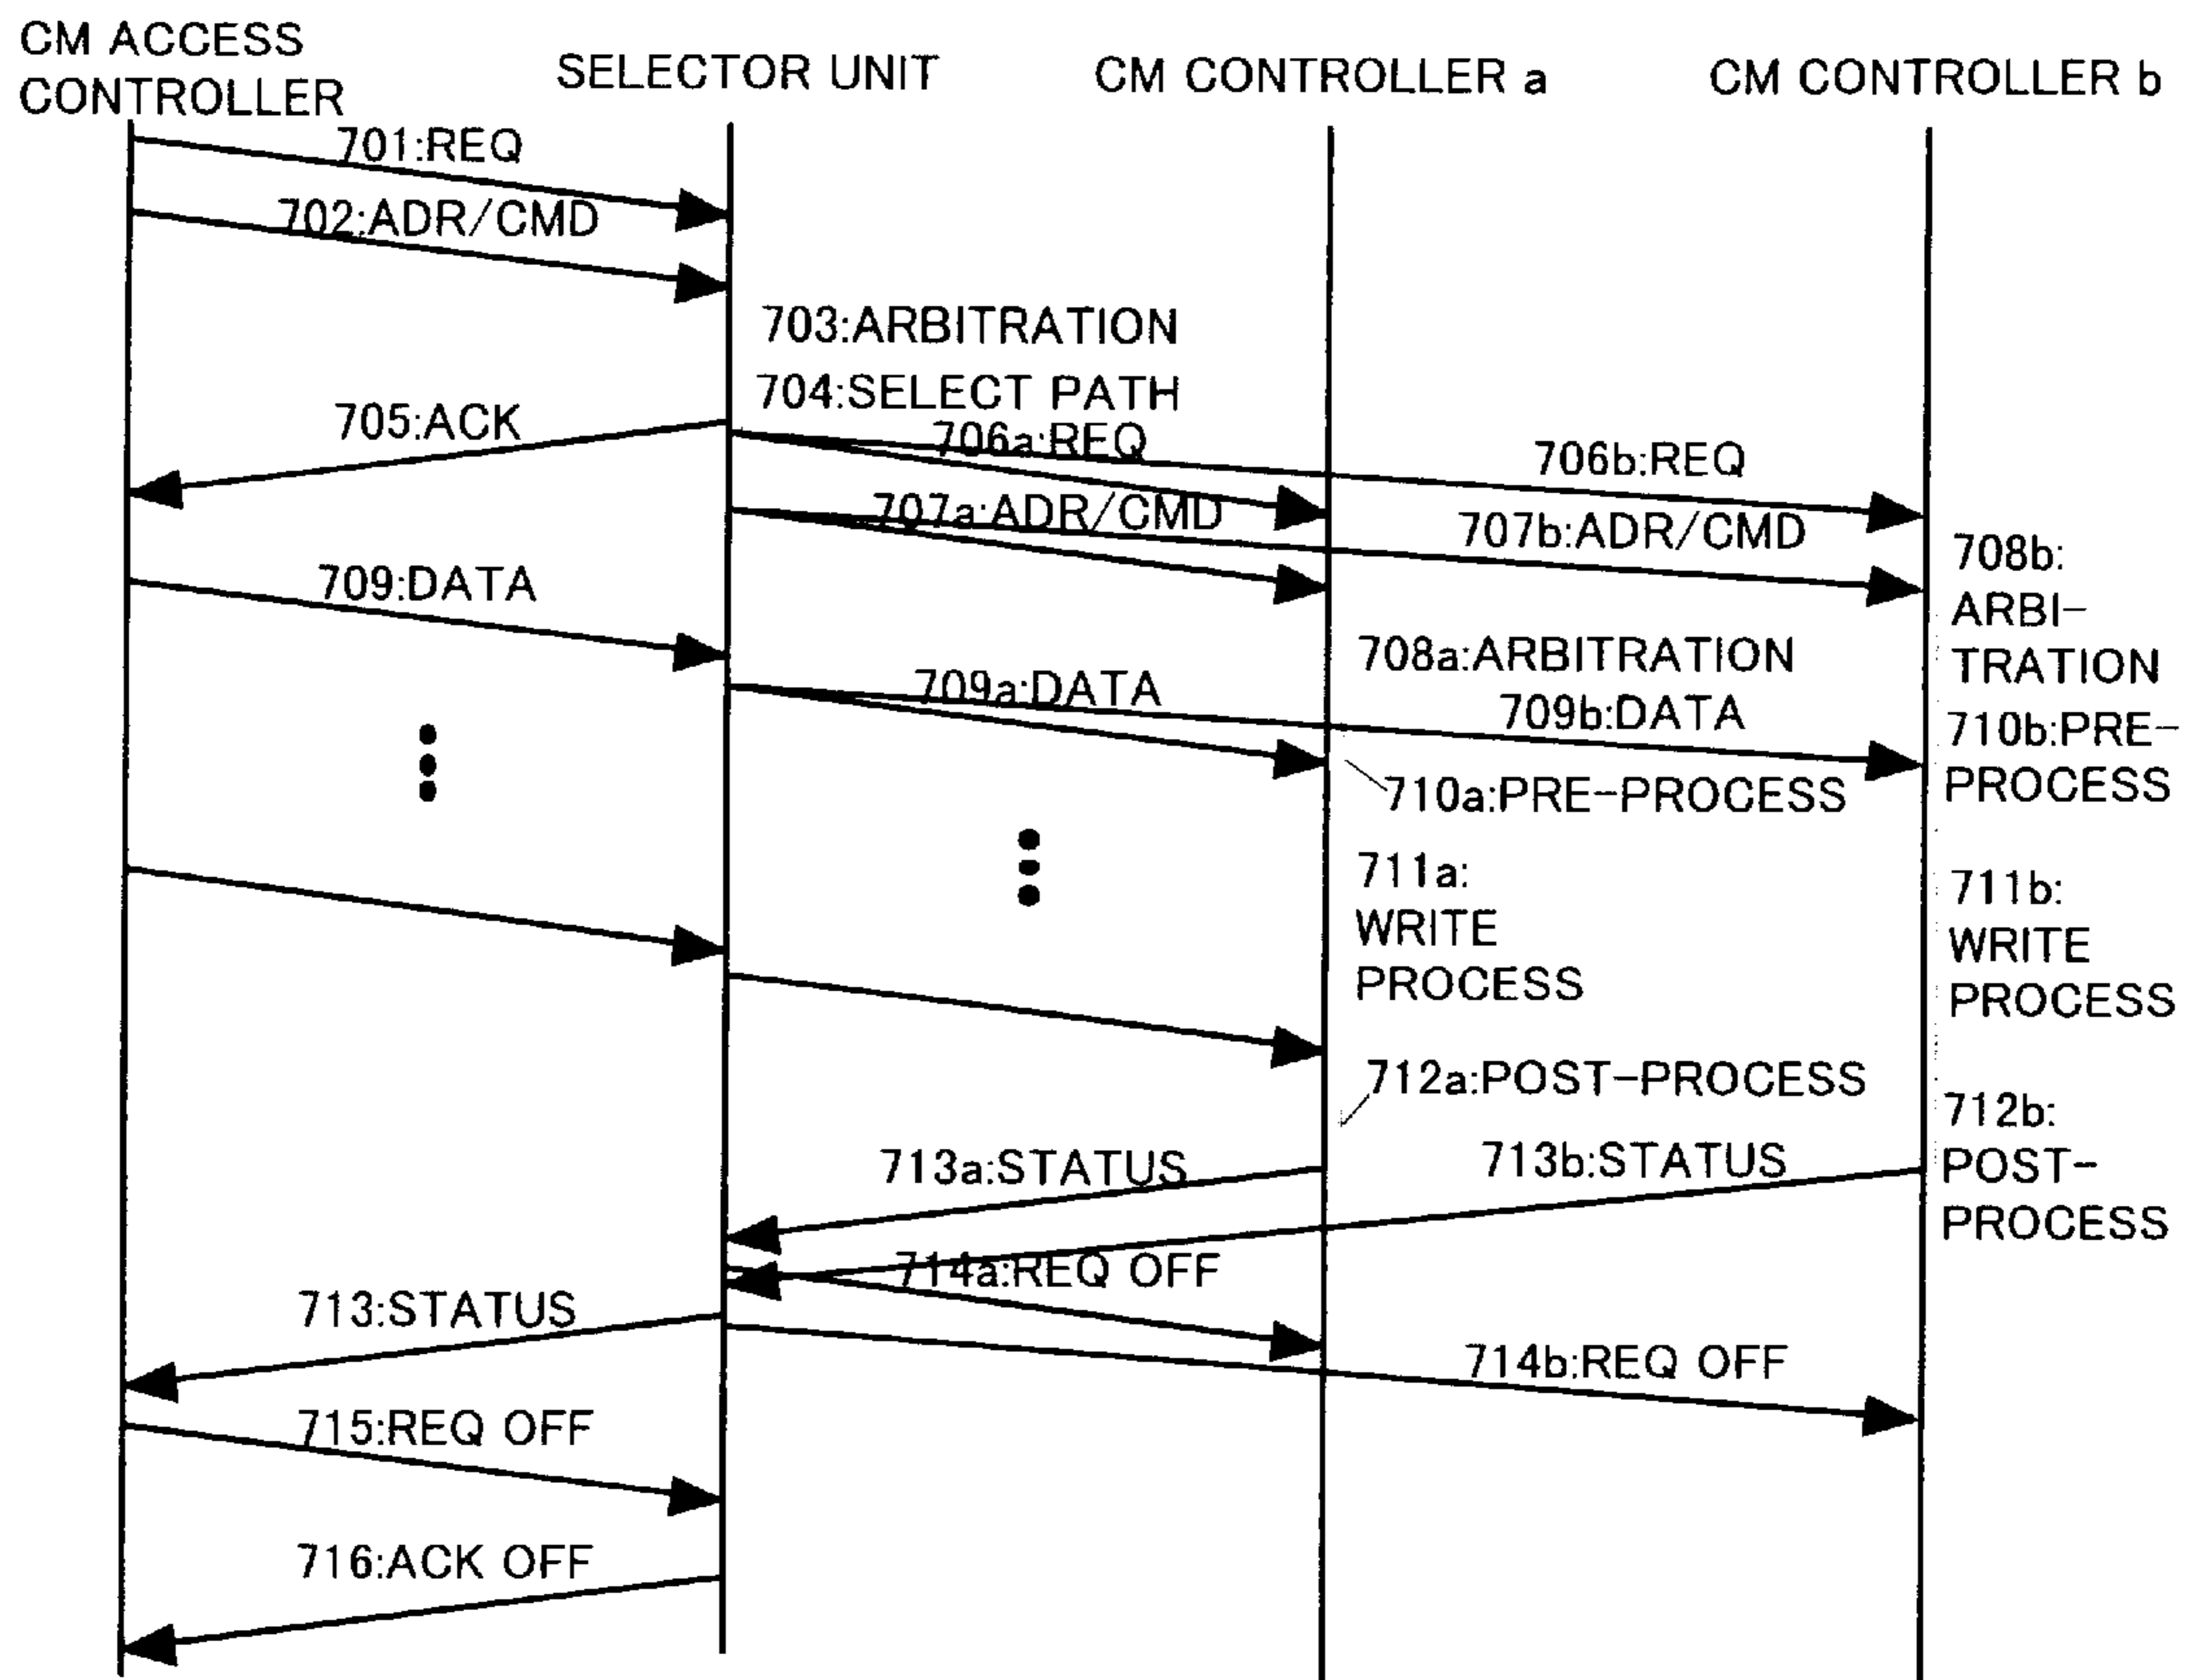 CM ACCESS
CONTROLLER
SELECTOR UNIT
CM CONTROLLER a
CM CONTROLLER b
701:REQ
702:ADR/CMD
703:ARBITRATION
704:SELECT PATH
705:ACK
706a:REQ
706b:REQ
707a:ADR/CMD
707b:ADR/CMD
708b:
ARBI-
TRATION
709:DATA
708a:ARBITRATION
709a:DATA
709b:DATA
710b:PRE-
PROCESS
710a:PRE-PROCESS
711a:
WRITE
PROCESS
711b:
WRITE
PROCESS
712a:POST-PROCESS
712b:
POST-
PROCESS
713a:STATUS
713b:STATUS
714a:REQ OFF
713:STATUS
714b:REQ OFF
715:REQ OFF
716:ACK OFF